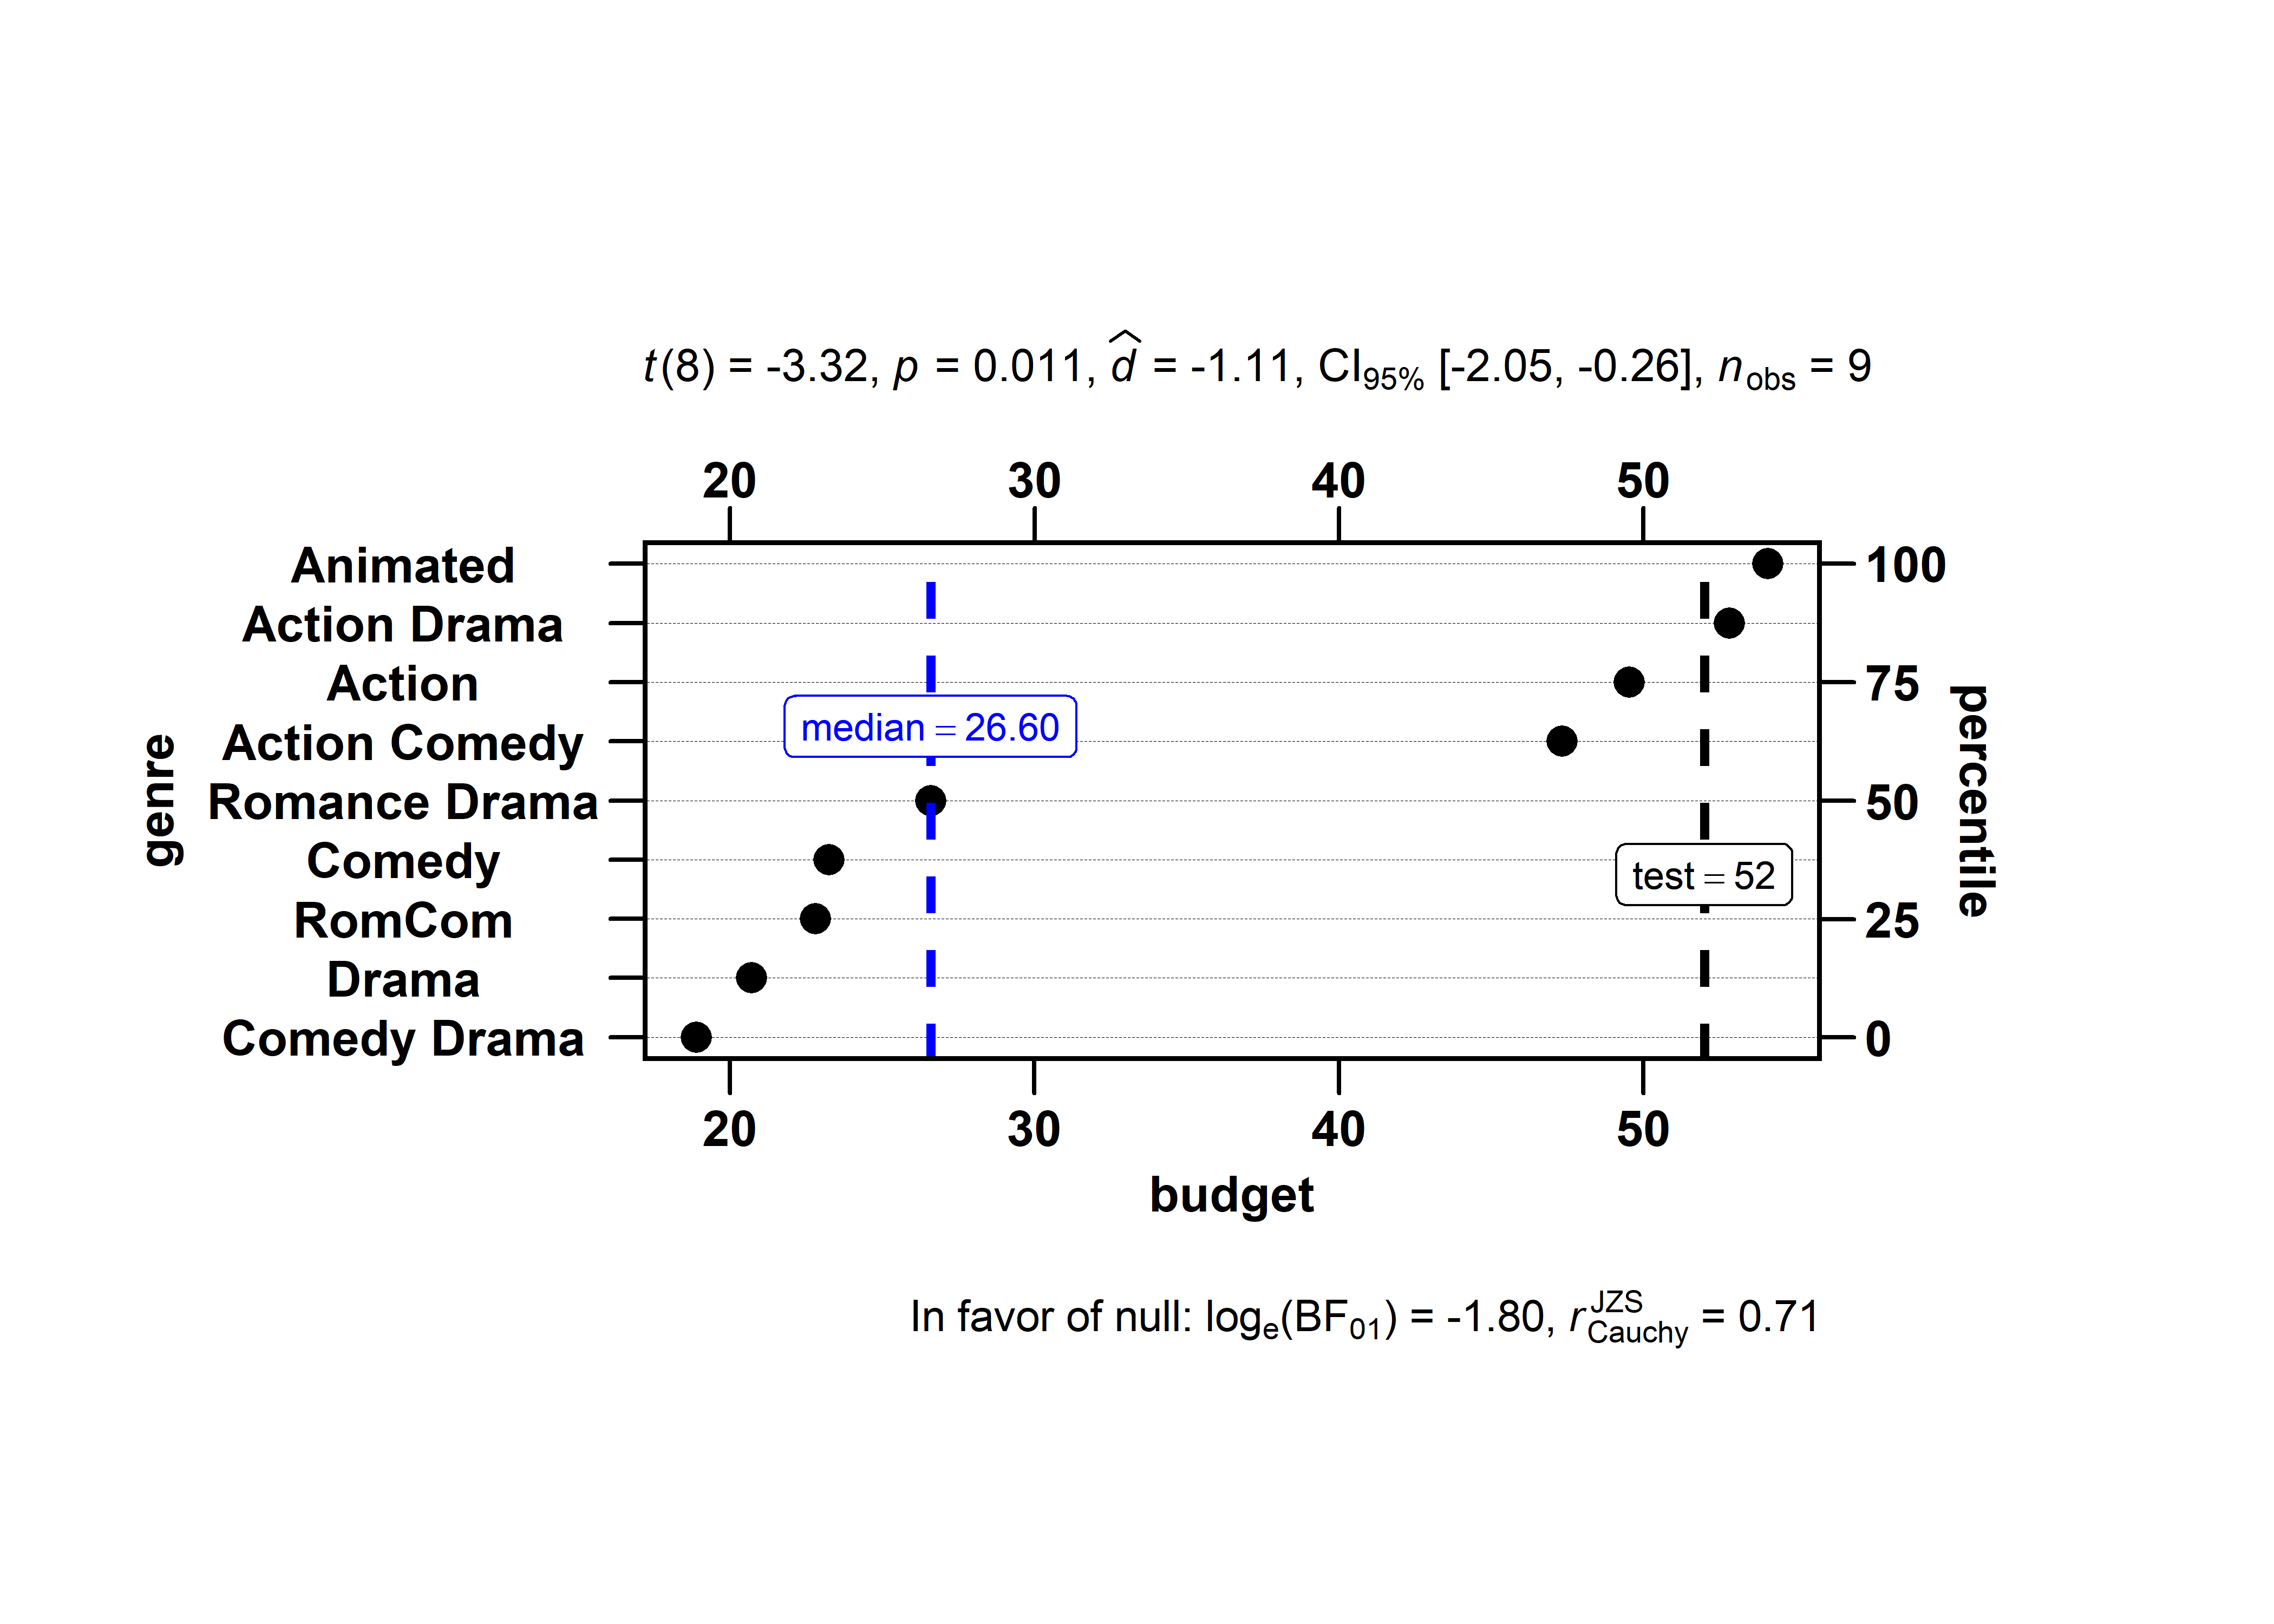 t(8) = -3.32, p = 0.011, d̂ = -1.11, CI95% [-2.05, -0.26], nobs = 9
20 30 40 50
Animated 100
Action Drama
Action 75
median = 26.60
Action Comedy
Romance Drama 50
Comedy
test = 52
RomCom 25
Drama
Comedy Drama 0
genre
percentile
20 30 40 50
budget
In favor of null: loge(BF01) = -1.80, rJZSCauchy = 0.71